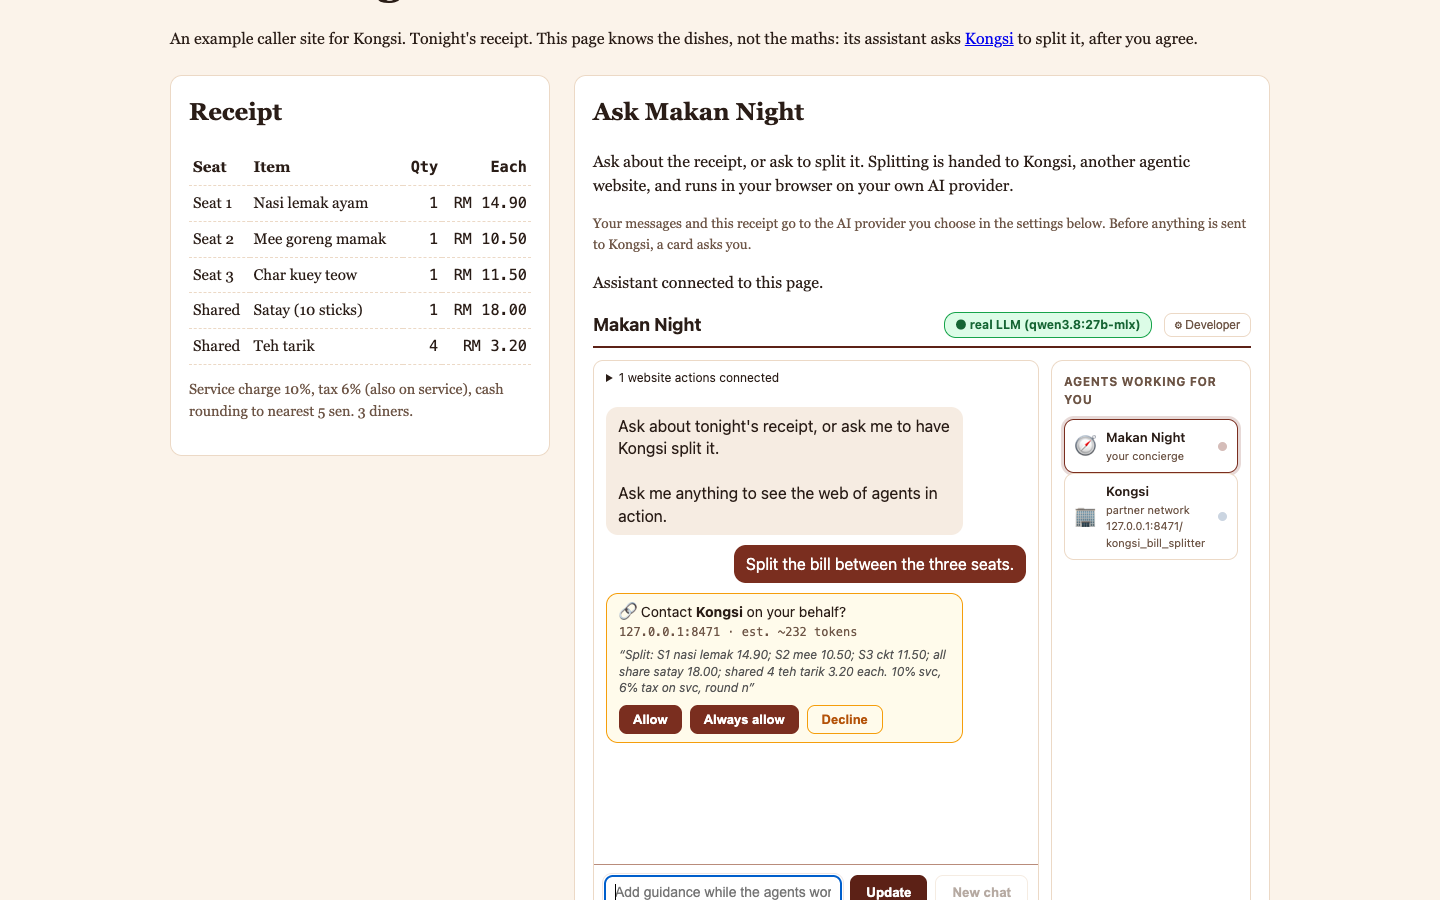 An example caller site for Kongsi. Tonight's receipt. This page knows the dishes, not the maths: its assistant asks Kongsi to split it, after you agree.
Receipt
Seat Item Qty Each
Seat 1 Nasi lemak ayam 1 RM 14.90
Seat 2 Mee goreng mamak 1 RM 10.50
Seat 3 Char kuey teow 1 RM 11.50
Shared Satay (10 sticks) 1 RM 18.00
Shared Teh tarik 4 RM 3.20
Service charge 10%, tax 6% (also on service), cash
rounding to nearest 5 sen. 3 diners.
Ask Makan Night
Ask about the receipt, or ask to split it. Splitting is handed to Kongsi, another agentic
website, and runs in your browser on your own AI provider.
Your messages and this receipt go to the AI provider you choose in the settings below. Before anything is sent
to Kongsi, a card asks you.
Assistant connected to this page.
Makan Night
real LLM (qwen3.8:27b-mlx)
Developer
1 website actions connected
Ask about tonight's receipt, or ask me to have
Kongsi split it.
Ask me anything to see the web of agents in
action.
Split the bill between the three seats.
Contact Kongsi on your behalf?
127.0.0.1:8471 · est. ~232 tokens
"Split: S1 nasi lemak 14.90; S2 mee 10.50; S3 ckt 11.50; all
share satay 18.00; shared 4 teh tarik 3.20 each. 10% svc,
6% tax on svc, round n"
Allow Always allow Decline
Add guidance while the agents wor
Update
New chat
AGENTS WORKING FOR
YOU
Makan Night
your concierge
Kongsi
partner network
127.0.0.1:8471/
kongsi_bill_splitter